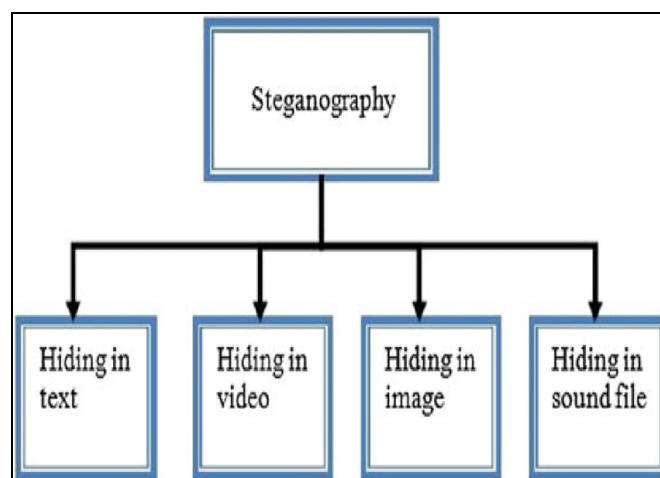 Steganography
Hiding in
text
Hiding in
video
Hiding in
image
Hiding in
sound file